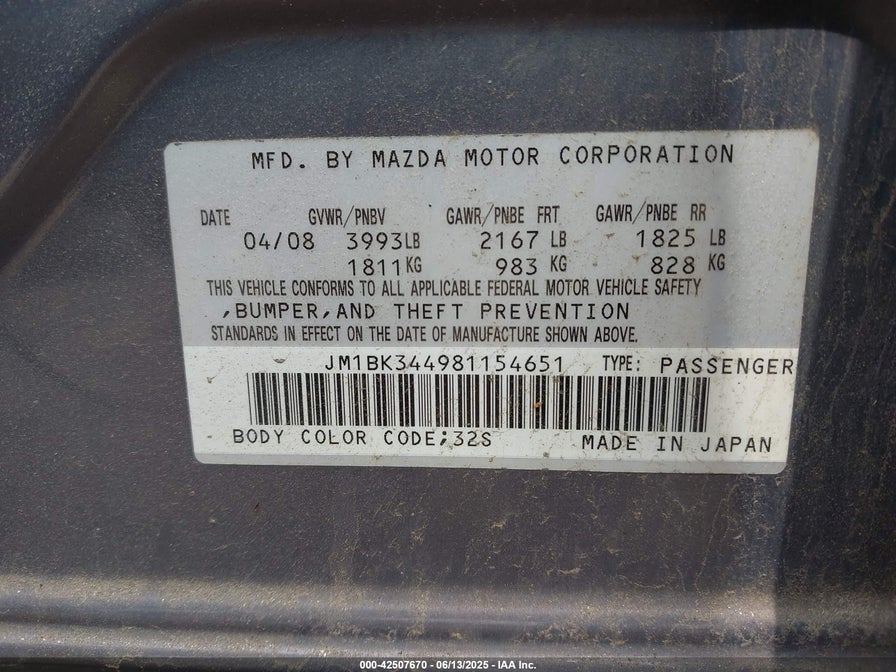 MFD. BY MAZDA MOTOR CORPORATION
DATE GVWR/PNBV GAWR/PNBE FRT GAWR/PNBE RR
04/08 3993LB 2167 LB 1825 LB
1811KG 983 KG 828 KG
THIS VEHICLE CONFORMS TO ALL APPLICABLE FEDERAL MOTOR VEHICLE SAFETY
,BUMPER,AND THEFT PREVENTION
STANDARDS IN EFFECT ON THE DATE OF MANUFACTURE SHOWN ABOVE.
JM1BK344981154651 TYPE: PASSENGER
BODY COLOR CODE;32S MADE IN JAPAN
000-42507670 - 06/13/2025 - IAA Inc.